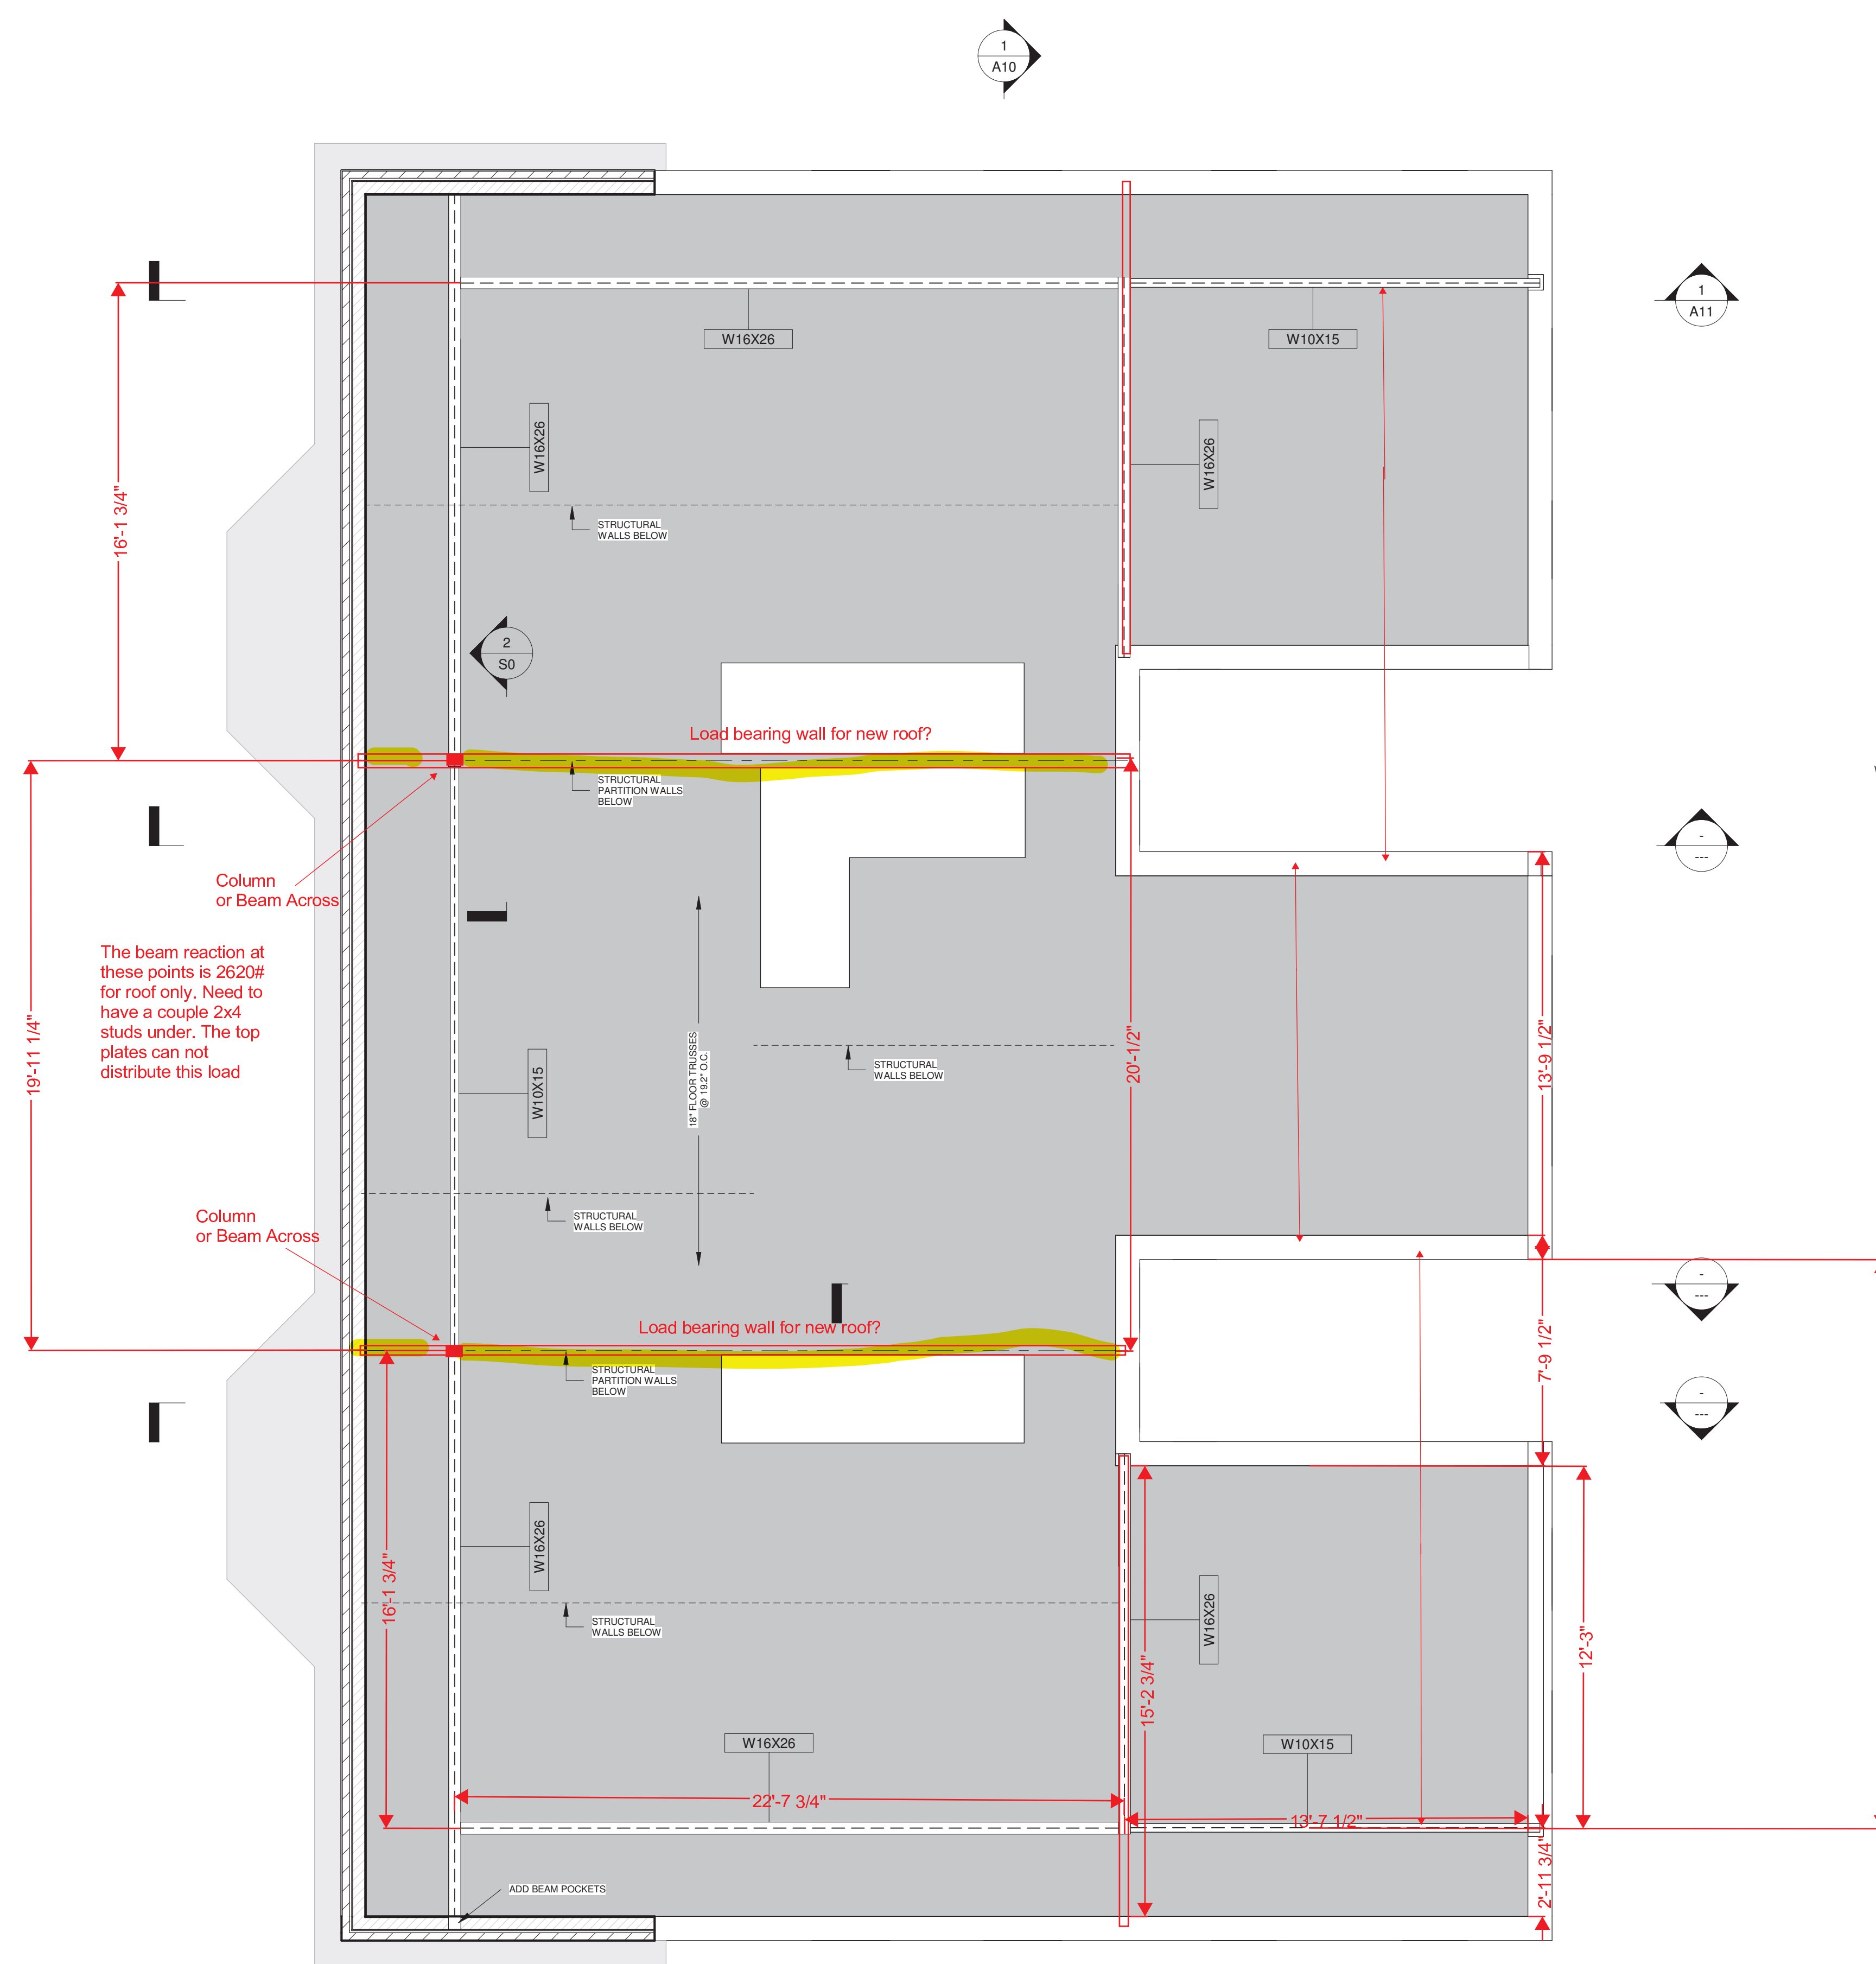 1
A10
1
A11
W16X26
W10X15
W16X26
W16X26
16'-1 3/4"
STRUCTURAL
WALLS BELOW
2
S0
Load bearing wall for new roof?
STRUCTURAL
PARTITION WALLS
BELOW
-
---
Column
or Beam Across
The beam reaction at
these points is 2620#
for roof only. Need to
have a couple 2x4
studs under. The top
plates can not
distribute this load
19'-11 1/4"
W10X15
18" FLOOR TRUSSES
@ 19.2" O.C.
STRUCTURAL
WALLS BELOW
20'-1/2"
13'-9 1/2"
Column
or Beam Across
STRUCTURAL
WALLS BELOW
-
---
Load bearing wall for new roof?
STRUCTURAL
PARTITION WALLS
BELOW
7'-9 1/2"
-
---
W16X26
16'-1 3/4"
STRUCTURAL
WALLS BELOW
W16X26
15'-2 3/4"
12'-3"
W16X26
W10X15
22'-7 3/4"
13'-7 1/2"
2'-11 3/4"
ADD BEAM POCKETS